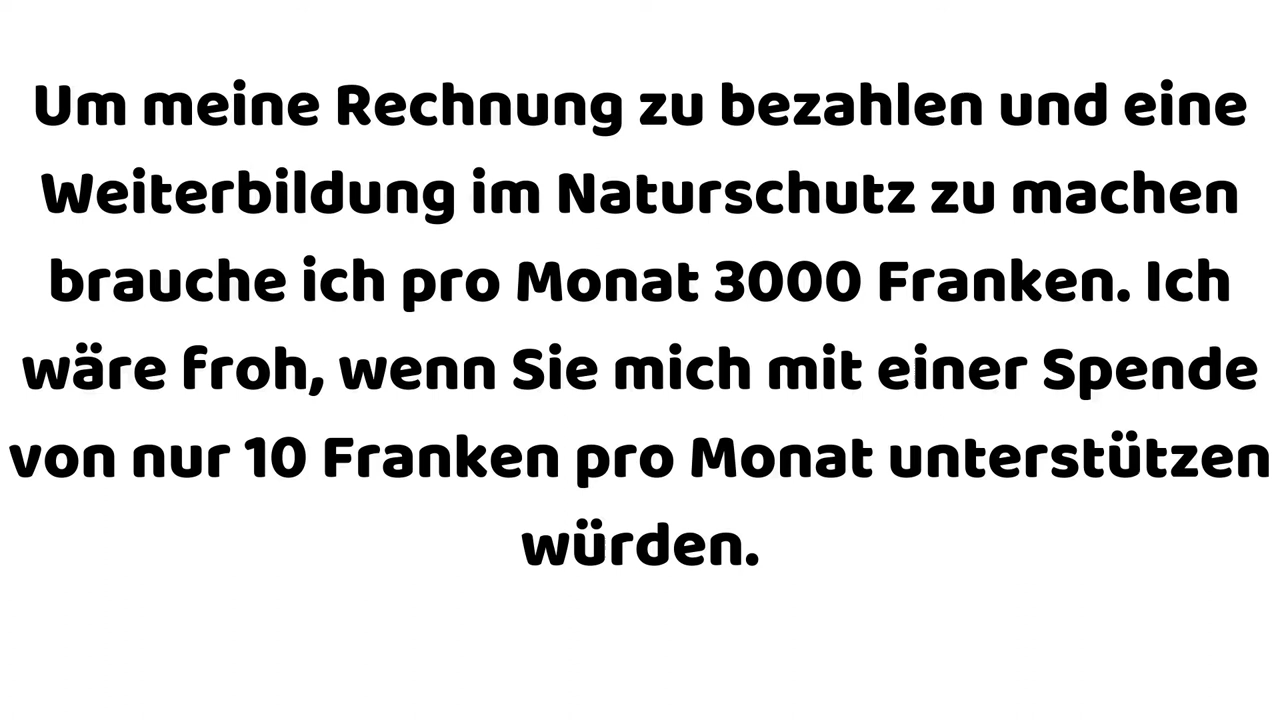 Um meine Rechnung zu bezahlen und eine
Weiterbildung im Naturschutz zu machen
brauche ich pro Monat 3000 Franken. Ich
wäre froh, wenn Sie mich mit einer Spende
von nur 10 Franken pro Monat unterstützen
würden.